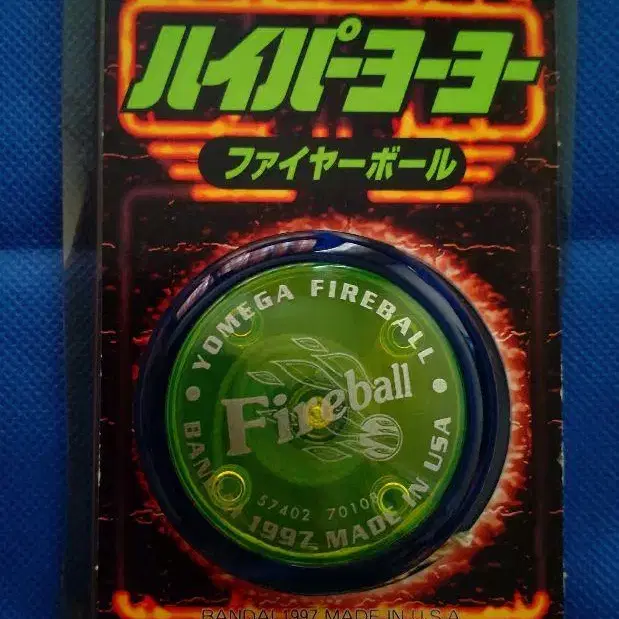 ハイパーヨーヨー
ファイヤーボール
• YOMEGA FIREBALL •
Fireball
57402 70108
BANDAI 1997 MADE IN USA
BANDAI 1997 MADE IN U.S.A